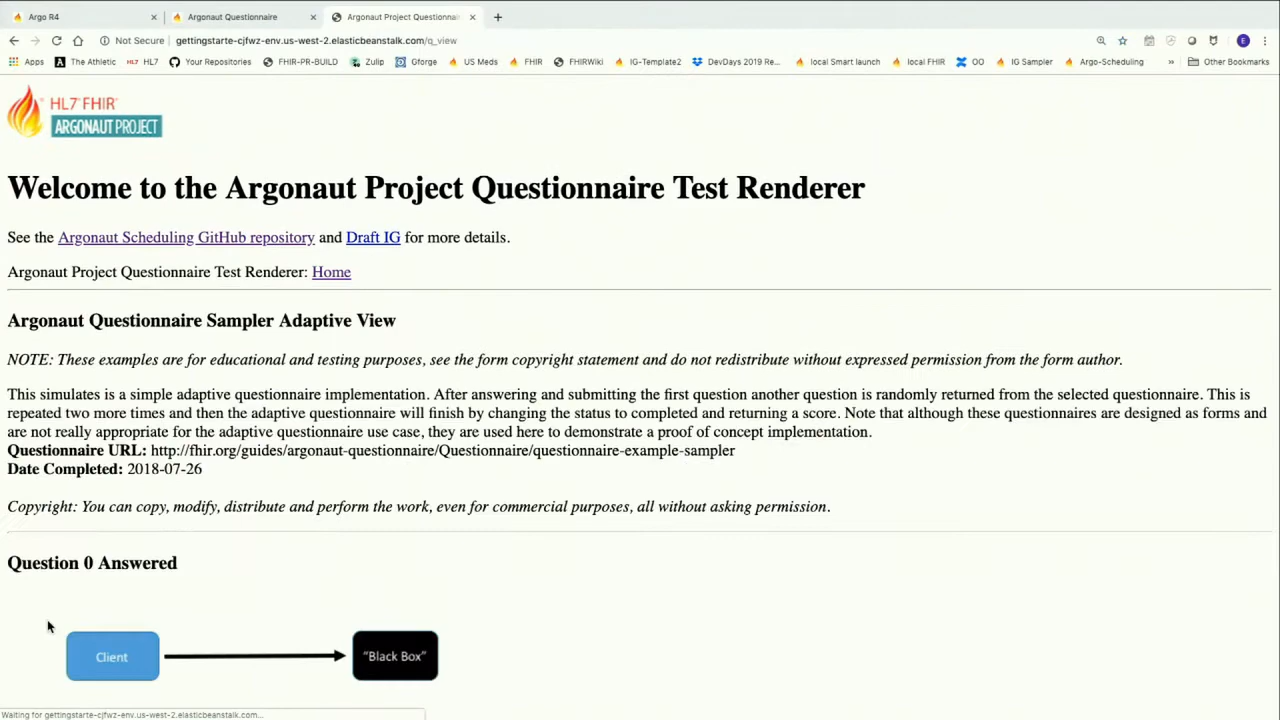 Argo R4
Argonaut Questionnaire
Argonaut Project Questionnai
Not Secure
gettingstarte-cjfwz-env.us-west-2.elasticbeanstalk.com/q_view
Apps
The Athletic
HL7 HL7
Your Repositories
FHIR-PR-BUILD
Zulip
Gforge
US Meds
FHIR
FHIRWiki
IG-Template2
DevDays 2019 Re...
local Smart launch
local FHIR
OO
IG Sampler
Argo-Scheduling
»
Other Bookmarks
HL7 FHIR
ARGONAUT PROJECT
Welcome to the Argonaut Project Questionnaire Test Renderer
See the Argonaut Scheduling GitHub repository and Draft IG for more details.
Argonaut Project Questionnaire Test Renderer: Home
Argonaut Questionnaire Sampler Adaptive View
NOTE: These examples are for educational and testing purposes, see the form copyright statement and do not redistribute without expressed permission from the form author.
This simulates is a simple adaptive questionnaire implementation. After answering and submitting the first question another question is randomly returned from the selected questionnaire. This is
repeated two more times and then the adaptive questionnaire will finish by changing the status to completed and returning a score. Note that although these questionnaires are designed as forms and
are not really appropriate for the adaptive questionnaire use case, they are used here to demonstrate a proof of concept implementation.
Questionnaire URL: http://fhir.org/guides/argonaut-questionnaire/Questionnaire/questionnaire-example-sampler
Date Completed: 2018-07-26
Copyright: You can copy, modify, distribute and perform the work, even for commercial purposes, all without asking permission.
Question 0 Answered
Client
"Black Box"
Waiting for gettingstarte-cjfwz-env.us-west-2.elasticbeanstalk.com...